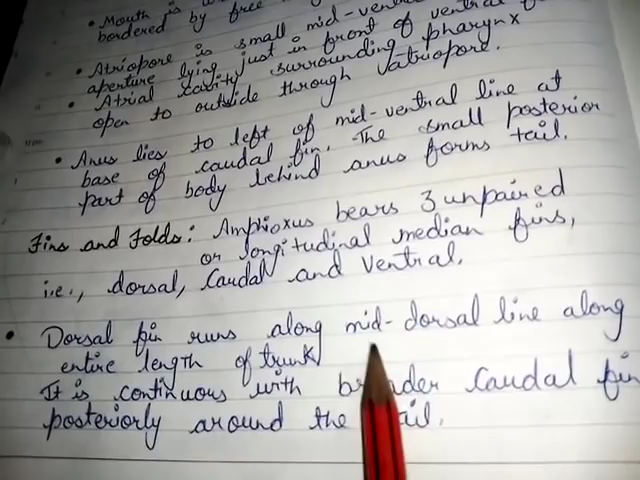 • Mouth is
bordered by free
• Atriopore is small mid-ventral
aperture lying just in front of ventral
• Atrial cavity surrounding pharynx
open to outside through atriopore.
• Anus lies to left of mid-ventral line at
base of caudal fin. The small posterior
part of body behind anus forms tail.
Fins and Folds: Amphioxus bears 3 unpaired
or longitudinal median fins,
i.e., dorsal, caudal and ventral.
• Dorsal fin runs along mid-dorsal line along
entire length of trunk
It is continuous with broader caudal fin
posteriorly around the tail.